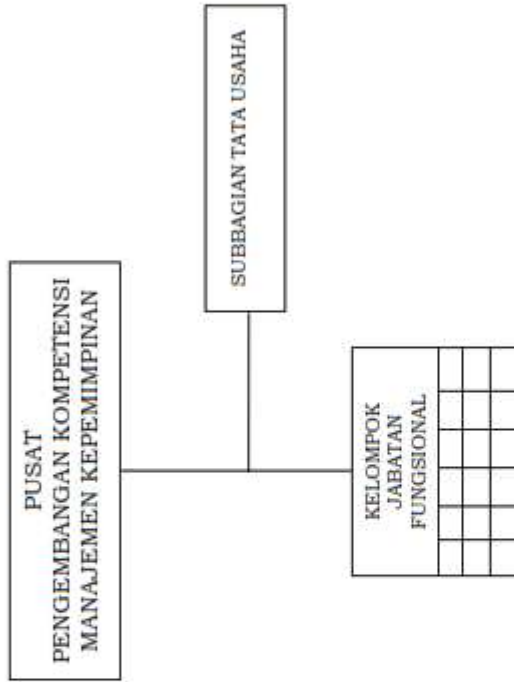 PUSAT
PENGEMBANGAN KOMPETENSI
MANAJEMEN KEPEMIMPINAN
SUBBAGIAN TATA USAHA
KELOMPOK
JABATAN
FUNGSIONAL